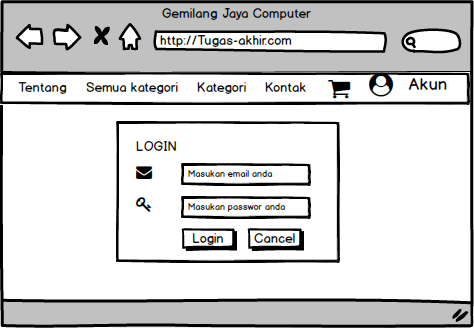 Gemilang Jaya Computer
http://Tugas-akhir.com
Tentang Semua kategori Kategori Kontak Akun
LOGIN
Masukan email anda
Masukan passwor anda
Login Cancel